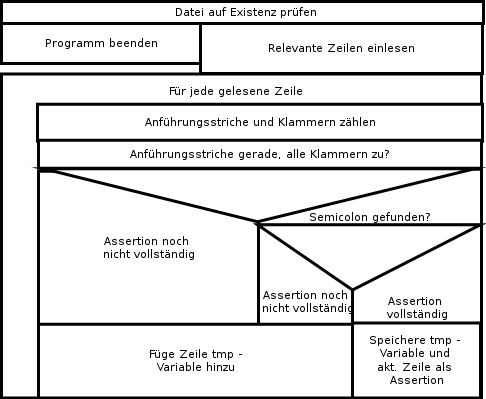 Datei auf Existenz prüfen
Programm beenden
Relevante Zeilen einlesen
Für jede gelesene Zeile
Anführungsstriche und Klammern zählen
Anführungsstriche gerade, alle Klammern zu?
Semicolon gefunden?
Assertion noch
nicht vollständig
Assertion noch
nicht vollständig
Assertion
vollständig
Füge Zeile tmp -
Variable hinzu
Speichere tmp -
Variable und
akt. Zeile als
Assertion